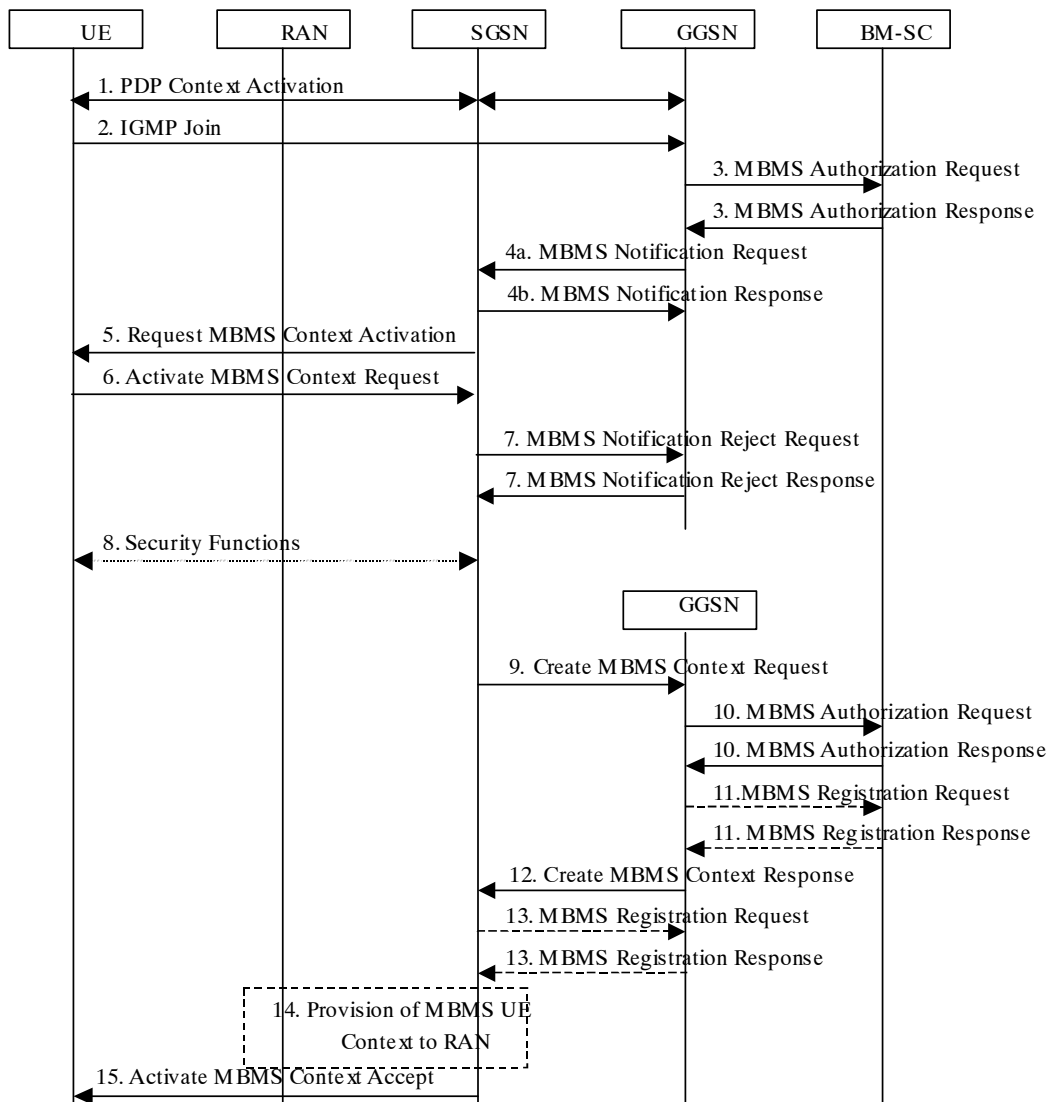 UE
RAN
SGSN
GGSN
BM-SC
1. PDP Context Activation
2. IGMP Join
3. MBMS Authorization Request
3. MBMS Authorization Response
4a. MBMS Notification Request
4b. MBMS Notification Response
5. Request MBMS Context Activation
6. Activate MBMS Context Request
7. MBMS Notification Reject Request
7. MBMS Notification Reject Response
8. Security Functions
GGSN
9. Create MBMS Context Request
10. MBMS Authorization Request
10. MBMS Authorization Response
11.MBMS Registration Request
11. MBMS Registration Response
12. Create MBMS Context Response
13. MBMS Registration Request
13. MBMS Registration Response
14. Provision of MBMS UE
Context to RAN
15. Activate MBMS Context Accept